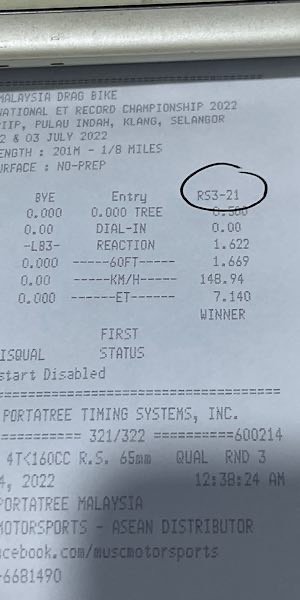 MALAYSIA DRAG BIKE
NATIONAL ET RECORD CHAMPIONSHIP 2022
PIIP, PULAU INDAH, KLANG, SELANGOR
2 & 03 JULY 2022
ENGTH : 201M - 1/8 MILES
URFACE : NO-PREP
BYE Entry RS3-21
0.000 0.000 TREE 0.500
0.00 DIAL-IN 0.00
-LB3- REACTION 1.622
0.000 -----60FT----- 1.669
0.00 -----KM/H----- 148.94
0.000 ------ET------ 7.140
WINNER
FIRST
ISQUAL STATUS
start Disabled
====================================
PORTATREE TIMING SYSTEMS, INC.
========== 321/322 ==========600214
4T<160CC R.S. 65mm QUAL RND 3
4, 2022 12:38:24 AM
PORTATREE MALAYSIA
MOTORSPORTS - ASEAN DISTRIBUTOR
acebook.com/muscmotorsports
-6681490